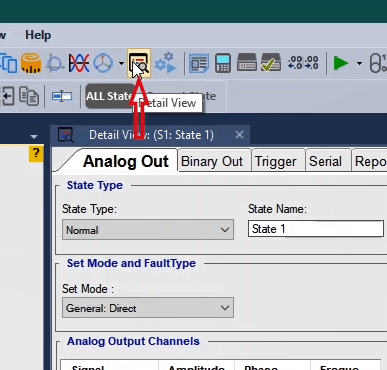 Help
ALL State
State
Detail View
?
Detail View: (S1: State 1)
Analog Out Binary Out Trigger Serial Repo
State Type
State Type: State Name:
Normal State 1
Set Mode and FaultType
Set Mode :
General: Direct
Analog Output Channels
Signal Amplitude Phase Freque